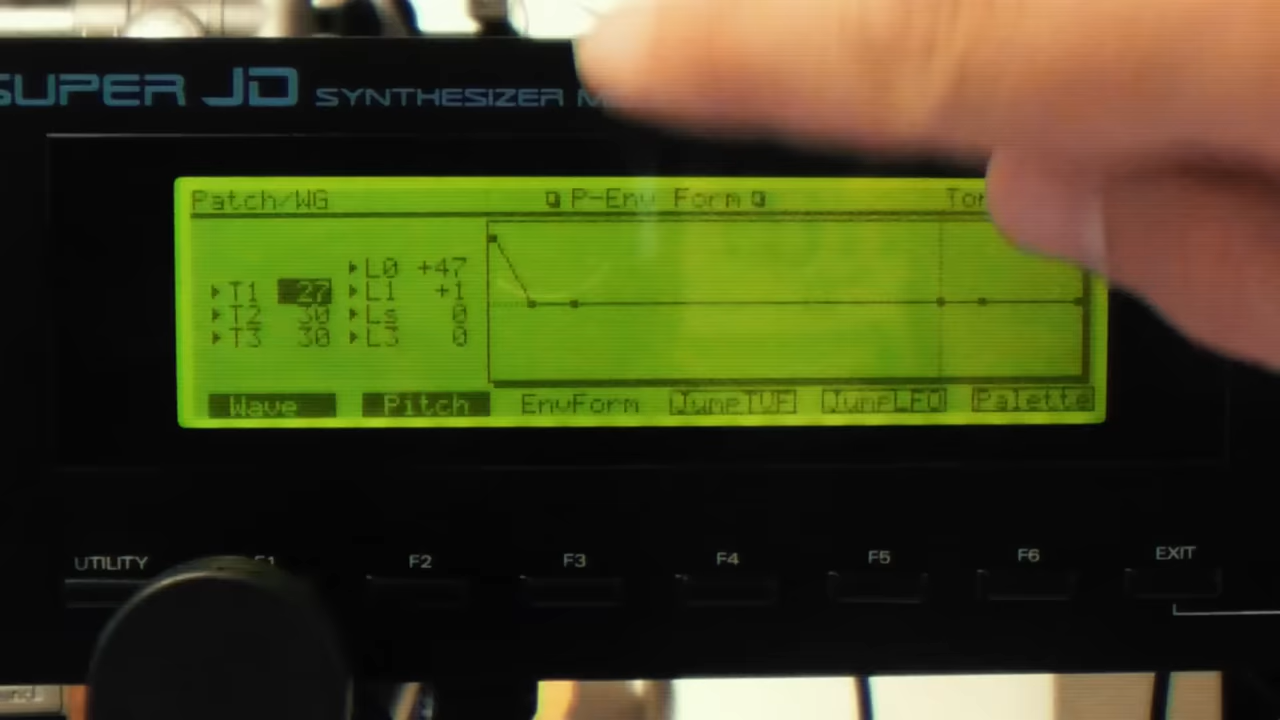 SUPER JD SYNTHESIZER
Patch/WG P-Env Form
L0 +47
T1 27 L1 +1
T2 30 Ls 0
T3 30 L3 0
Wave Pitch EnvForm JumpTVF JumpLFO Palette
UTILITY F1 F2 F3 F4 F5 F6 EXIT